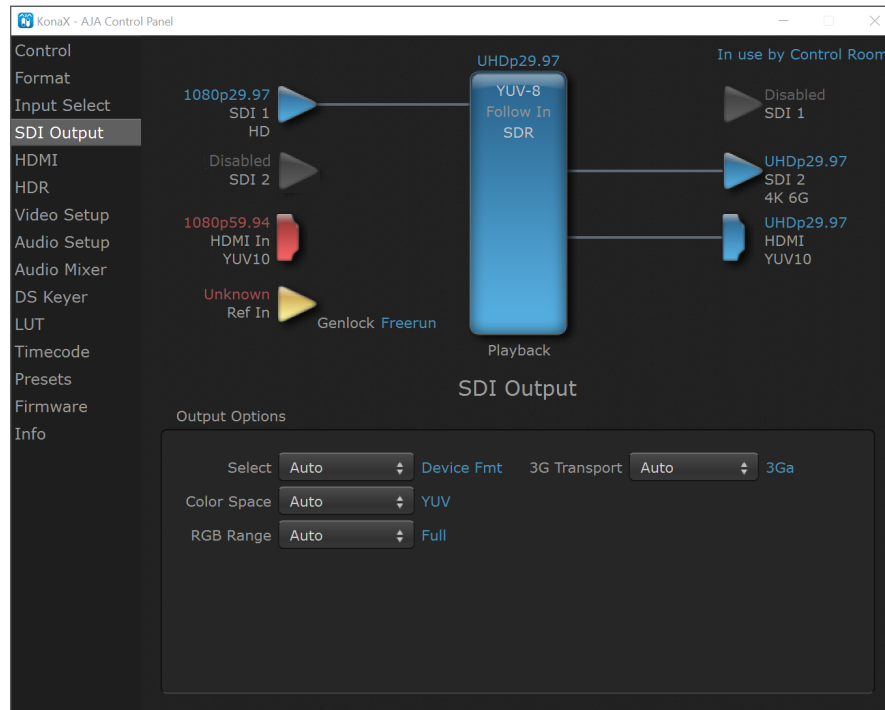 KonaX - AJA Control Panel
Control
Format
Input Select
SDI Output
HDMI
HDR
Video Setup
Audio Setup
Audio Mixer
DS Keyer
LUT
Timecode
Presets
Firmware
Info
UHDp29.97
In use by Control Room
YUV-8
Follow In
SDR
Playback
1080p29.97
SDI 1
HD
Disabled
SDI 2
1080p59.94
HDMI In
YUV10
Unknown
Ref In
Genlock Freerun
Disabled
SDI 1
UHDp29.97
SDI 2
4K 6G
UHDp29.97
HDMI
YUV10
SDI Output
Output Options
Select Auto Device Fmt 3G Transport Auto 3Ga
Color Space Auto YUV
RGB Range Auto Full